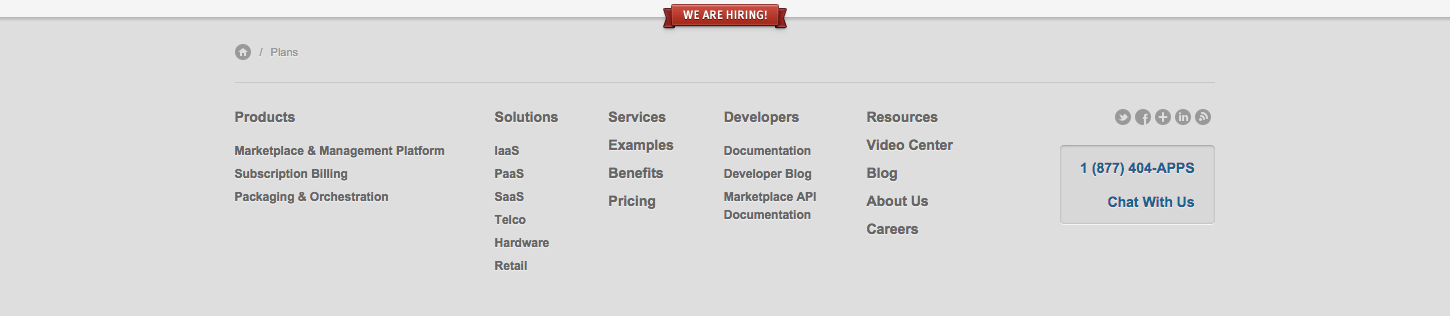 WE ARE HIRING!
/ Plans
Products
Marketplace & Management Platform
Subscription Billing
Packaging & Orchestration
Solutions
IaaS
PaaS
SaaS
Telco
Hardware
Retail
Services
Examples
Benefits
Pricing
Developers
Documentation
Developer Blog
Marketplace API
Documentation
Resources
Video Center
Blog
About Us
Careers
1 (877) 404-APPS
Chat With Us